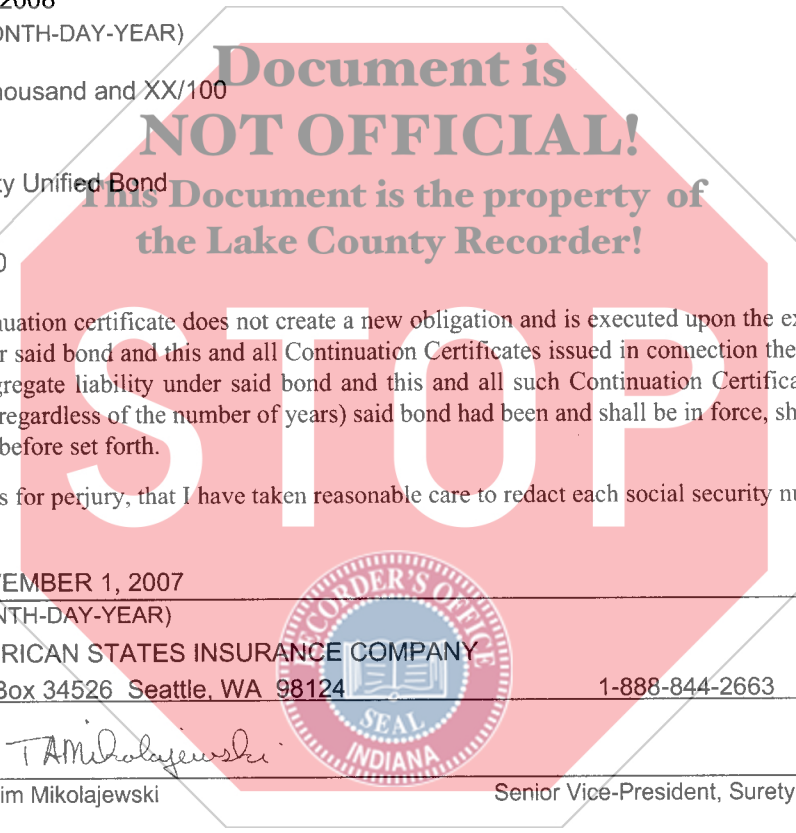 2008
ONTH-DAY-YEAR)
Document is
housand and XX/100
NOT OFFICIAL!
ty Unified Bond
This Document is the property of
the Lake County Recorder!
0
nuation certificate does not create a new obligation and is executed upon the ex
r said bond and this and all Continuation Certificates issued in connection the
gregate liability under said bond and this and all such Continuation Certifica
regardless of the number of years) said bond had been and shall be in force, sh
before set forth.
STOP
s for perjury, that I have taken reasonable care to redact each social security nu
EMBER 1, 2007
NTH-DAY-YEAR)
RICAN STATES INSURANCE COMPANY
Box 34526 Seattle, WA 98124 1-888-844-2663
RECORDER'S OFFICE
SEAL
INDIANA
TAMikolajewski
im Mikolajewski Senior Vice-President, Surety